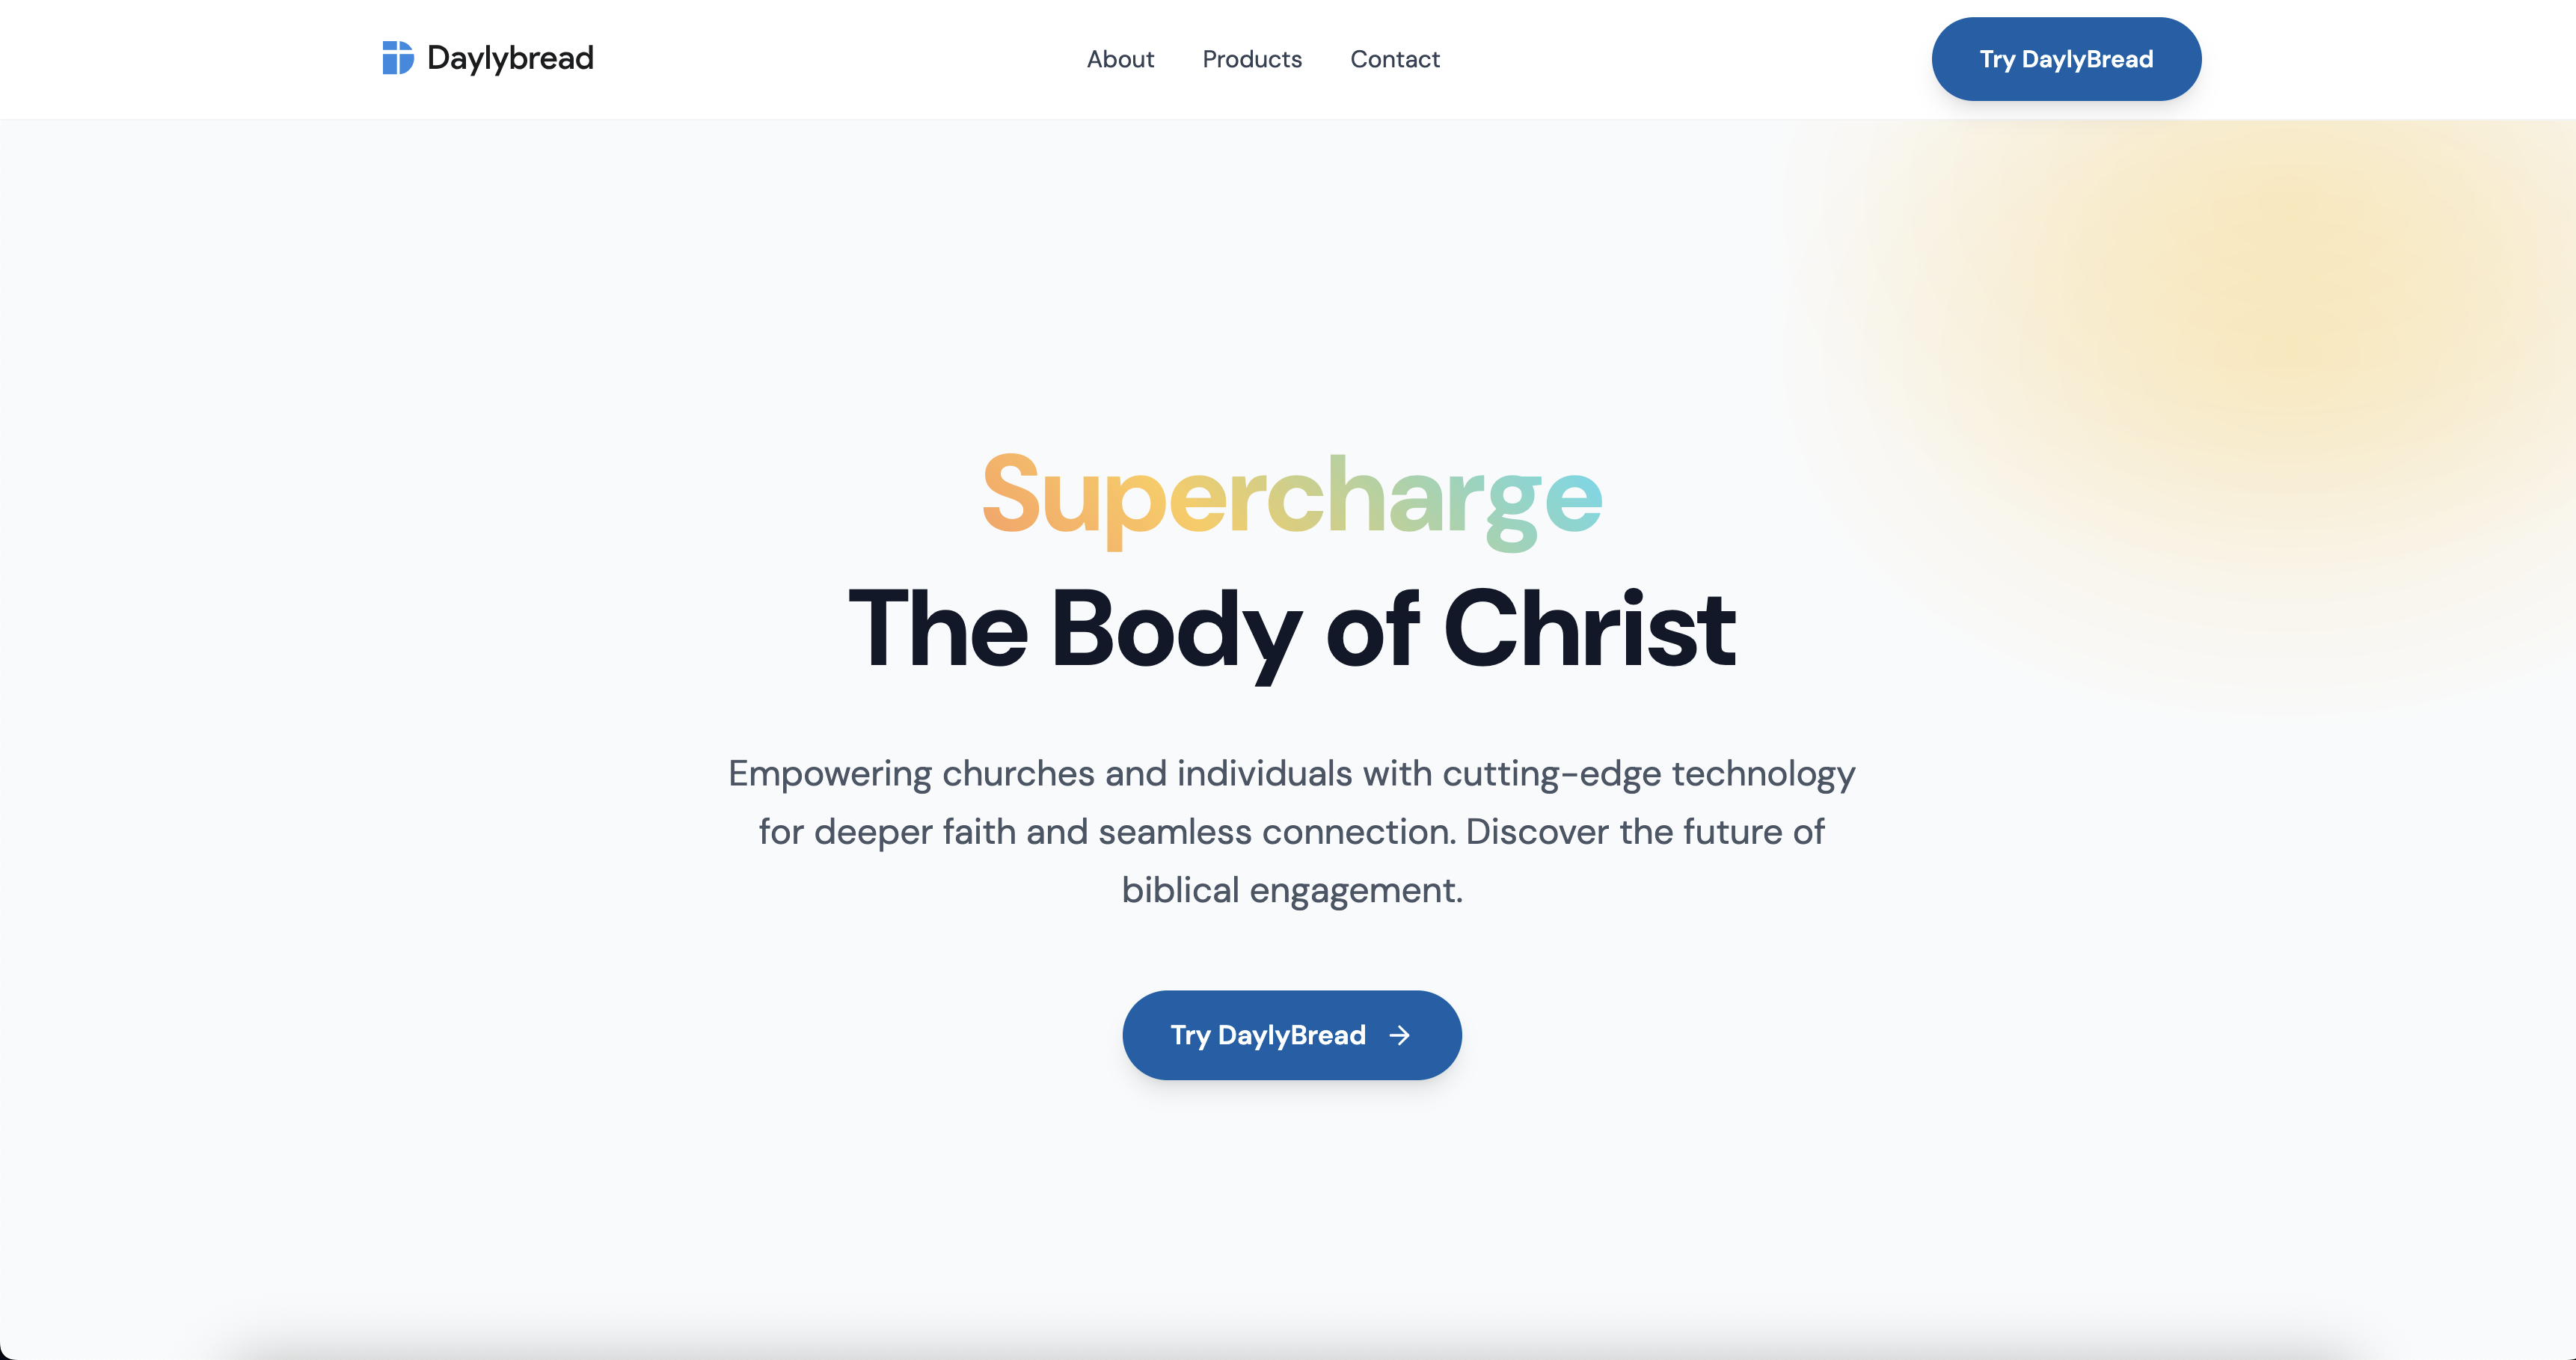 Daylybread
About
Products
Contact
Try DaylyBread
Supercharge
The Body of Christ
Empowering churches and individuals with cutting-edge technology
for deeper faith and seamless connection. Discover the future of
biblical engagement.
Try DaylyBread